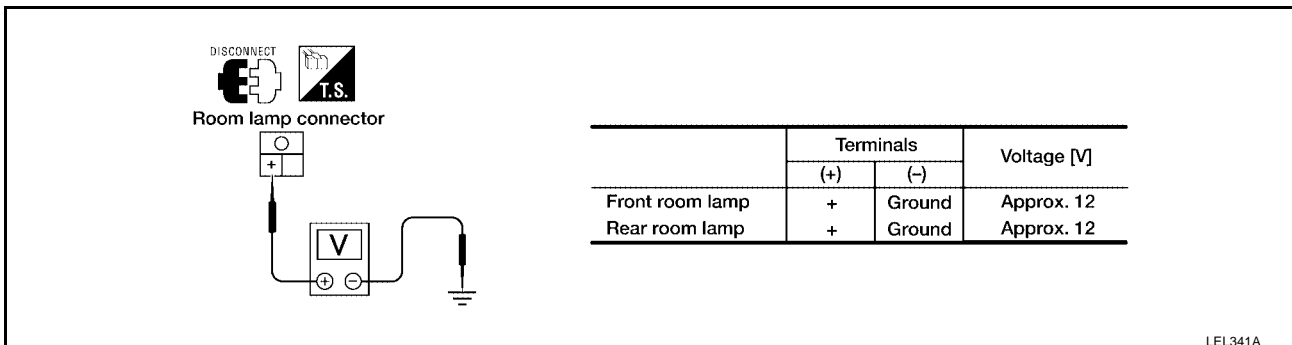 DISCONNECT
T.S.
Room lamp connector
+
V
+ −
Terminals Voltage [V]
(+) (−)
Front room lamp + Ground Approx. 12
Rear room lamp + Ground Approx. 12
LEL341A